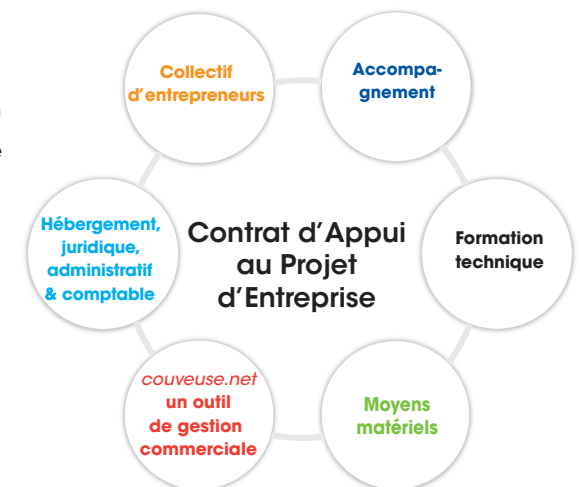 Collectif
d'entrepreneurs
Accompa-
gnement
Hébergement,
juridique,
administratif
& comptable
Contrat d'Appui
au Projet
d'Entreprise
Formation
technique
couveuse.net
un outil
de gestion
commerciale
Moyens
matériels